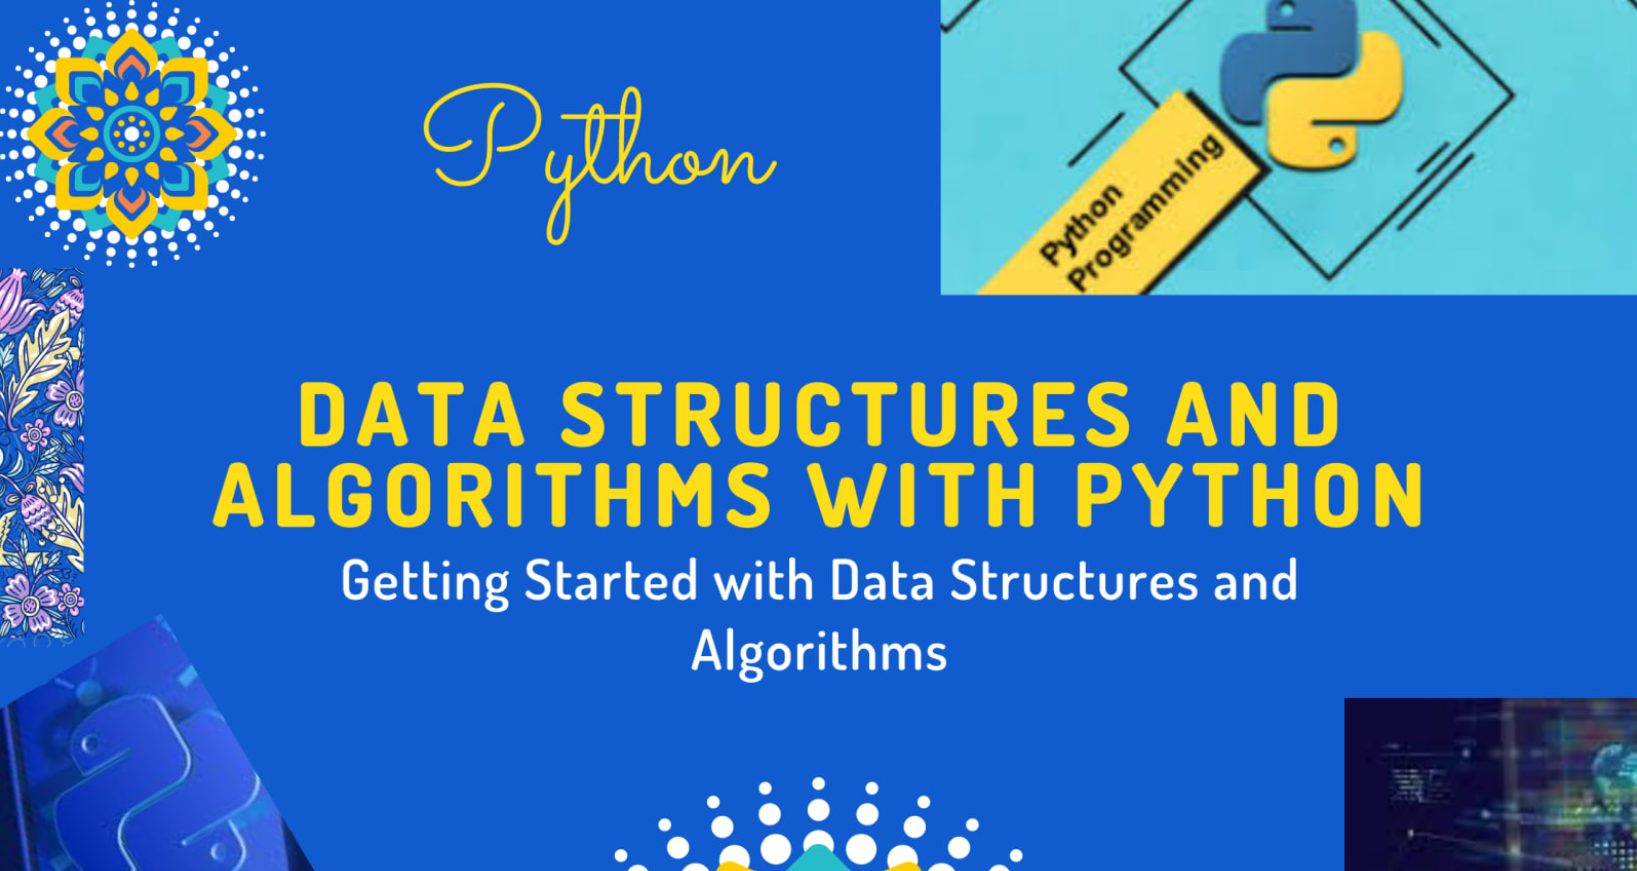 Python
Python
Programming
DATA STRUCTURES AND
ALGORITHMS WITH PYTHON
Getting Started with Data Structures and
Algorithms